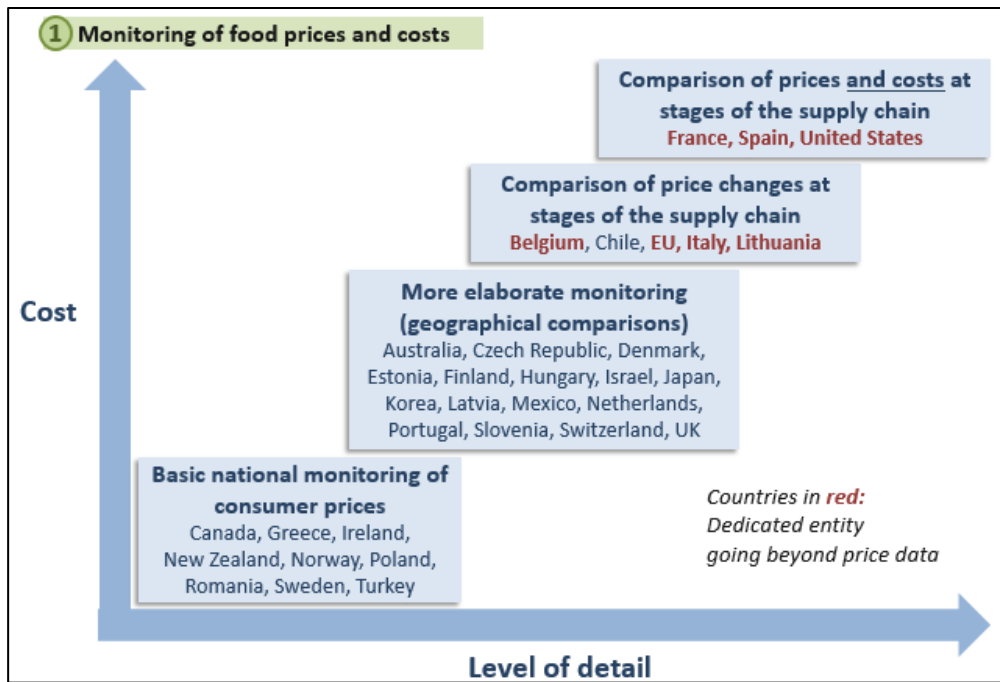 1 Monitoring of food prices and costs
Comparison of prices and costs at
stages of the supply chain
France, Spain, United States
Comparison of price changes at
stages of the supply chain
Belgium, Chile, EU, Italy, Lithuania
Cost
More elaborate monitoring
(geographical comparisons)
Australia, Czech Republic, Denmark,
Estonia, Finland, Hungary, Israel, Japan,
Korea, Latvia, Mexico, Netherlands,
Portugal, Slovenia, Switzerland, UK
Basic national monitoring of
consumer prices
Canada, Greece, Ireland,
New Zealand, Norway, Poland,
Romania, Sweden, Turkey
Countries in red:
Dedicated entity
going beyond price data
Level of detail